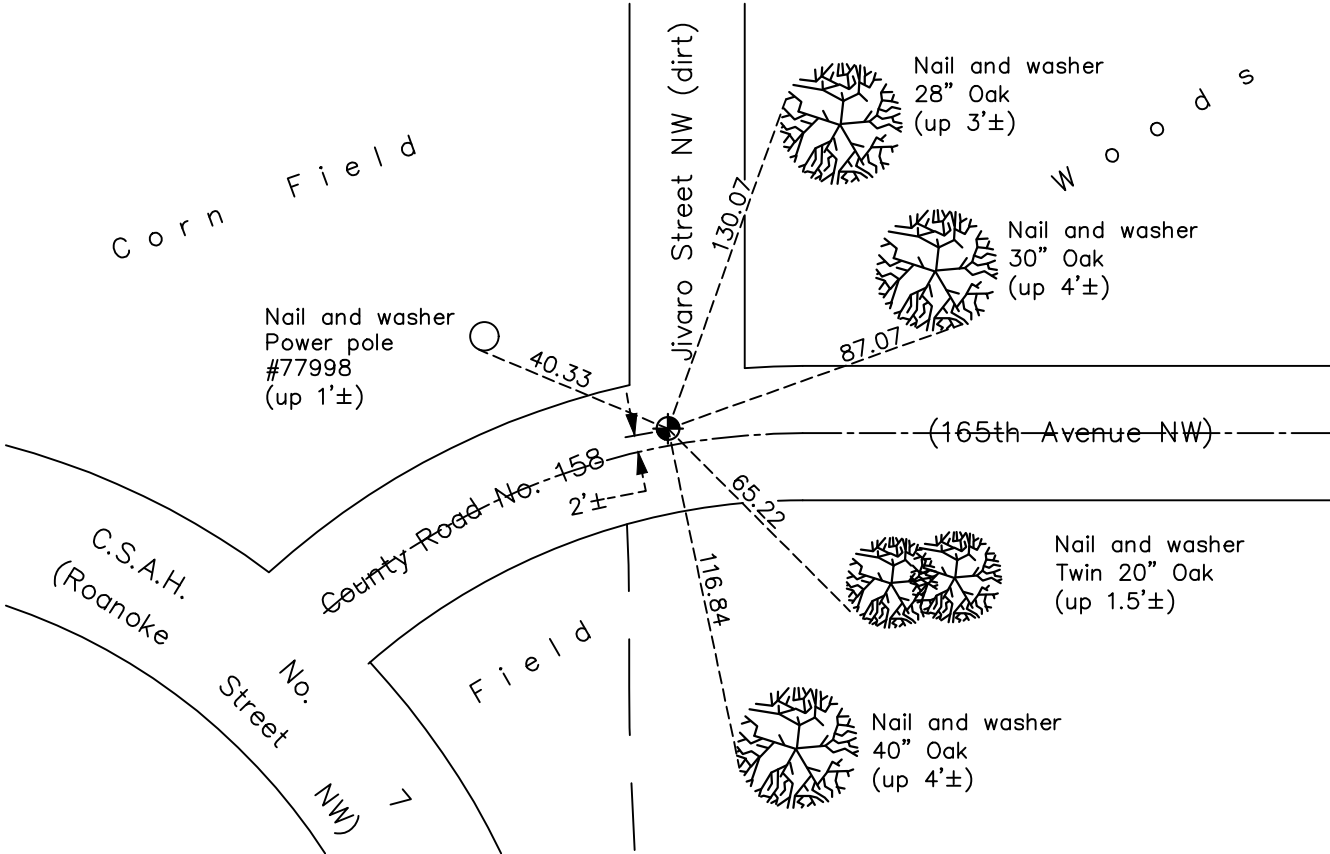 Nail and washer
28” Oak
(up 3’±)
Woods
Jivaro Street NW (dirt)
130.07
Corn Field
Nail and washer
30” Oak
(up 4’±)
Nail and washer
Power pole
#77998
(up 1’±)
40.33
87.07
(165th Avenue NW)
County Road No. 158
2’±
65.22
C.S.A.H. No. 7
(Roanoke Street NW)
116.84
Nail and washer
Twin 20” Oak
(up 1.5’±)
Field
Nail and washer
40” Oak
(up 4’±)